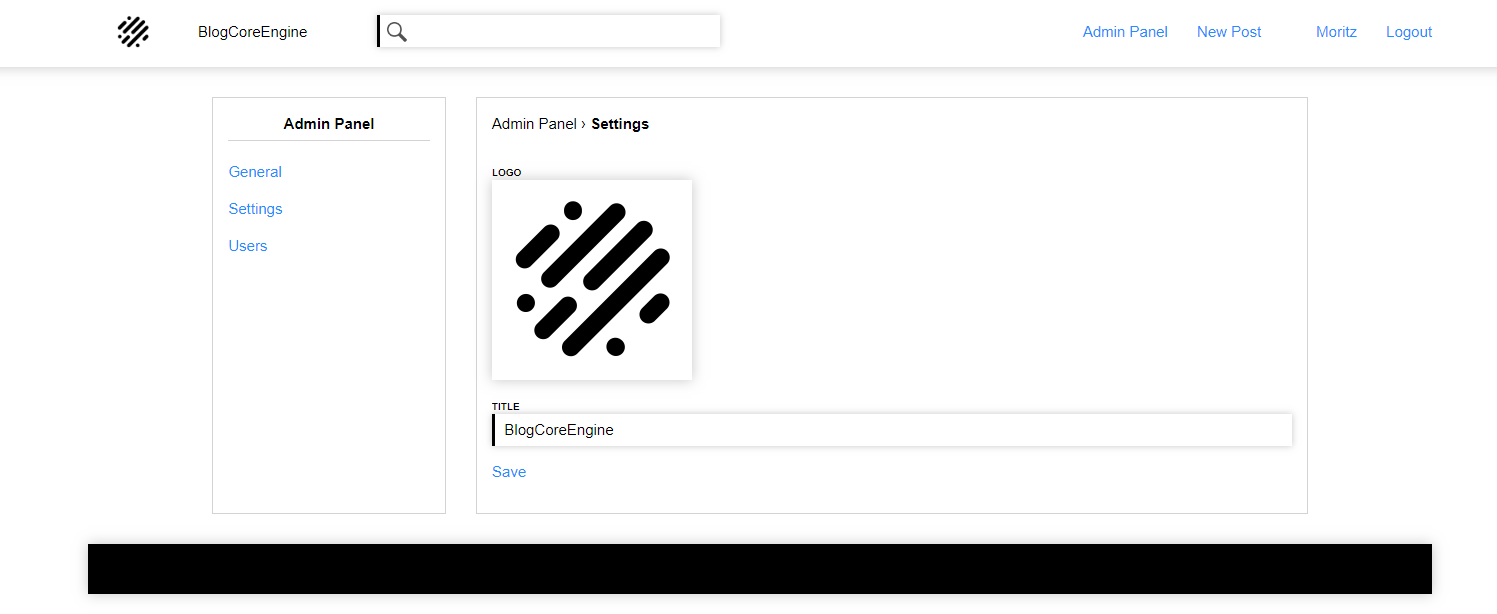 BlogCoreEngine
Admin Panel New Post Moritz Logout
Admin Panel
General
Settings
Users
Admin Panel › Settings
LOGO
TITLE
BlogCoreEngine
Save